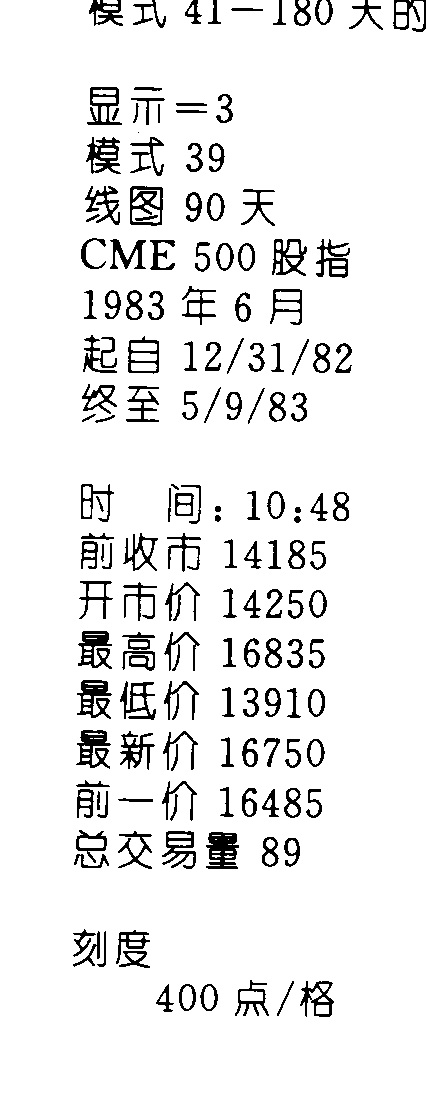 模式 41－180 天的
显示＝3
模式 39
线图 90 天
CME 500 股指
1983 年 6 月
起自 12/31/82
终至 5/9/83
时　间：10:48
前收市 14185
开市价 14250
最高价 16835
最低价 13910
最新价 16750
前一价 16485
总交易量 89
刻度
400 点/格